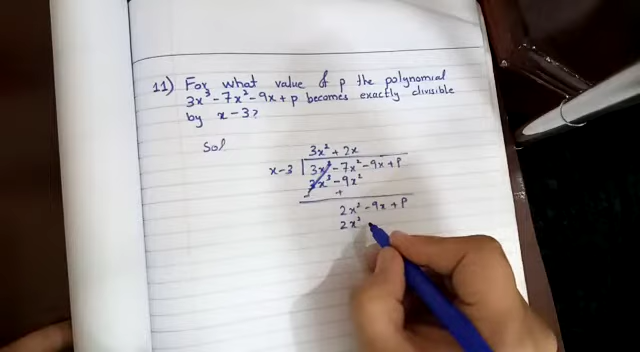 11) For what value of p the polynomial
3x³ - 7x² - 9x + p becomes exactly divisible
by x - 3?
Sol
3x² + 2x
x-3 3x³ - 7x² - 9x + p
3x³ - 9x²
- +
2x² - 9x + p
2x²